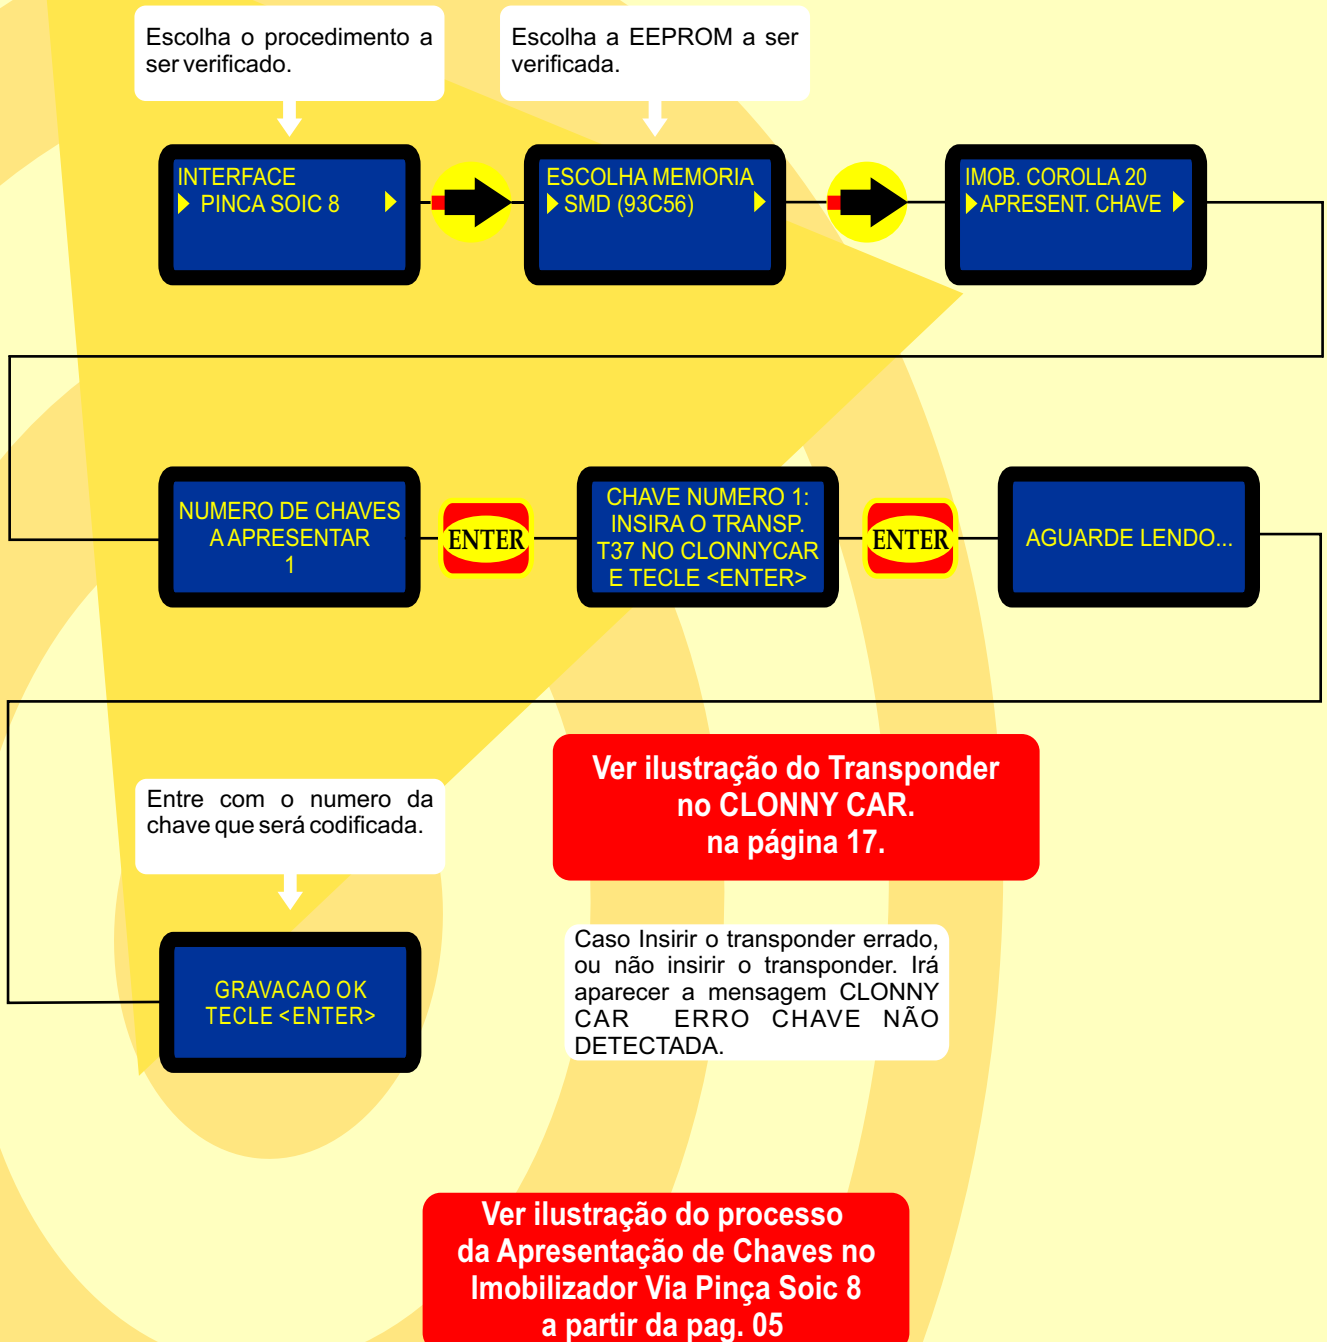 Escolha o procedimento a
ser verificado.
Escolha a EEPROM a ser
verificada.
INTERFACE
PINCA SOIC 8
ESCOLHA MEMORIA
SMD (93C56)
IMOB. COROLLA 20
APRESENT. CHAVE
NUMERO DE CHAVES
A APRESENTAR
1
ENTER
CHAVE NUMERO 1:
INSIRA O TRANSP.
T37 NO CLONNYCAR
E TECLE <ENTER>
ENTER
AGUARDE LENDO...
Ver ilustração do Transponder
no CLONNY CAR.
na página 17.
Entre com o numero da
chave que será codificada.
GRAVACAO OK
TECLE <ENTER>
Caso Insirir o transponder errado,
ou não insirir o transponder. Irá
aparecer a mensagem CLONNY
CAR ERRO CHAVE NÃO
DETECTADA.
Ver ilustração do processo
da Apresentação de Chaves no
Imobilizador Via Pinça Soic 8
a partir da pag. 05